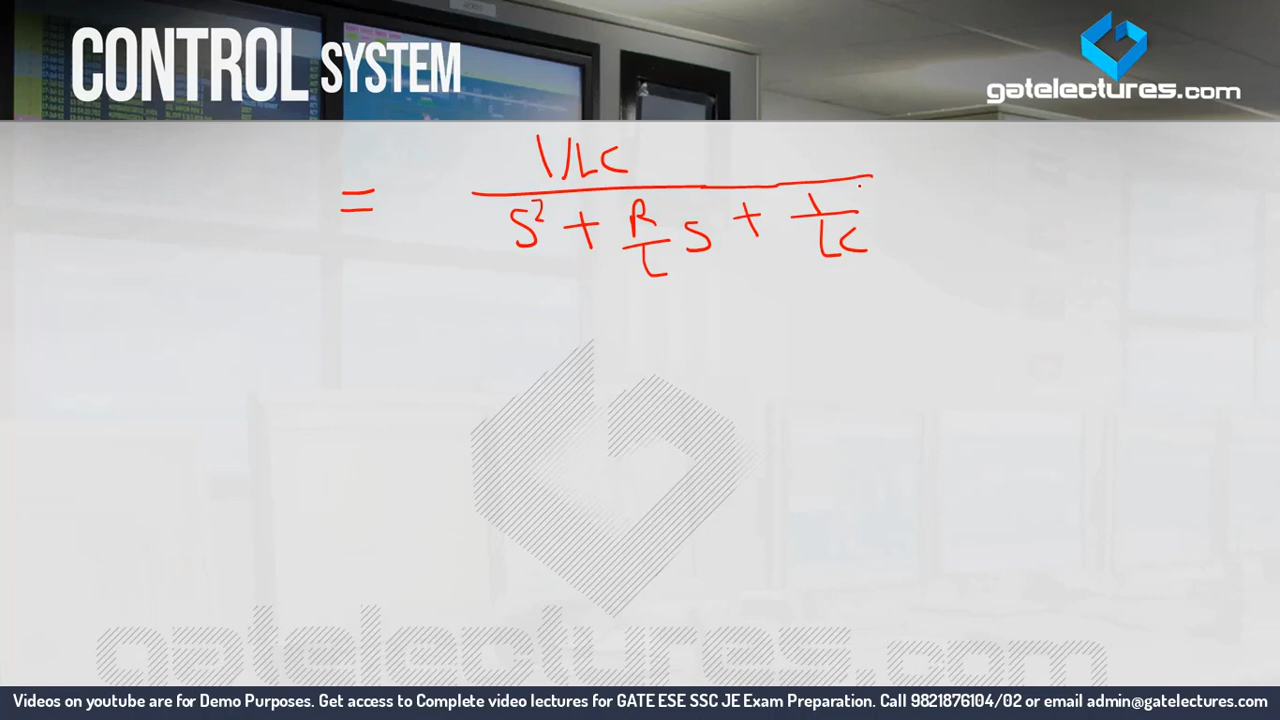 CONTROL SYSTEM
gatelectures.com
1/LC
= S² + R/L S + 1/LC
gatelectures.com
Videos on youtube are for Demo Purposes. Get access to Complete video lectures for GATE ESE SSC JE Exam Preparation. Call 9821876104/02 or email admin@gatelectures.com